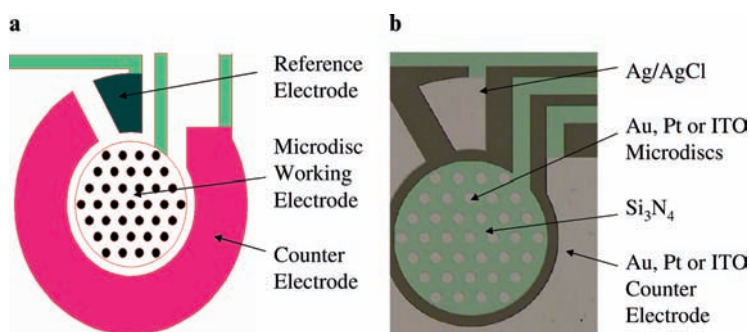 a
Reference
Electrode
Microdisc
Working
Electrode
Counter
Electrode
b
Ag/AgCl
Au, Pt or ITO
Microdiscs
Si₃N₄
Au, Pt or ITO
Counter
Electrode